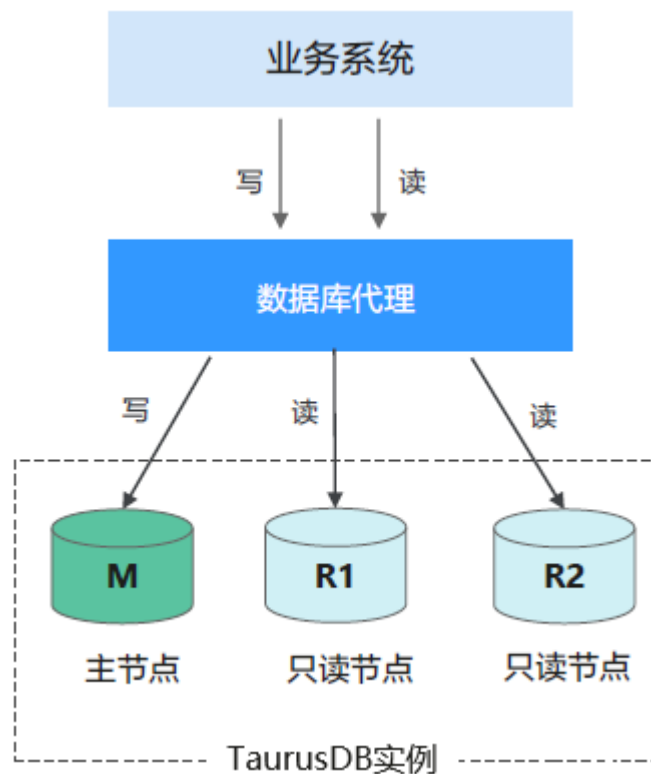 业务系统
写
读
数据库代理
写
读
读
M
R1
R2
主节点
只读节点
只读节点
TaurusDB实例